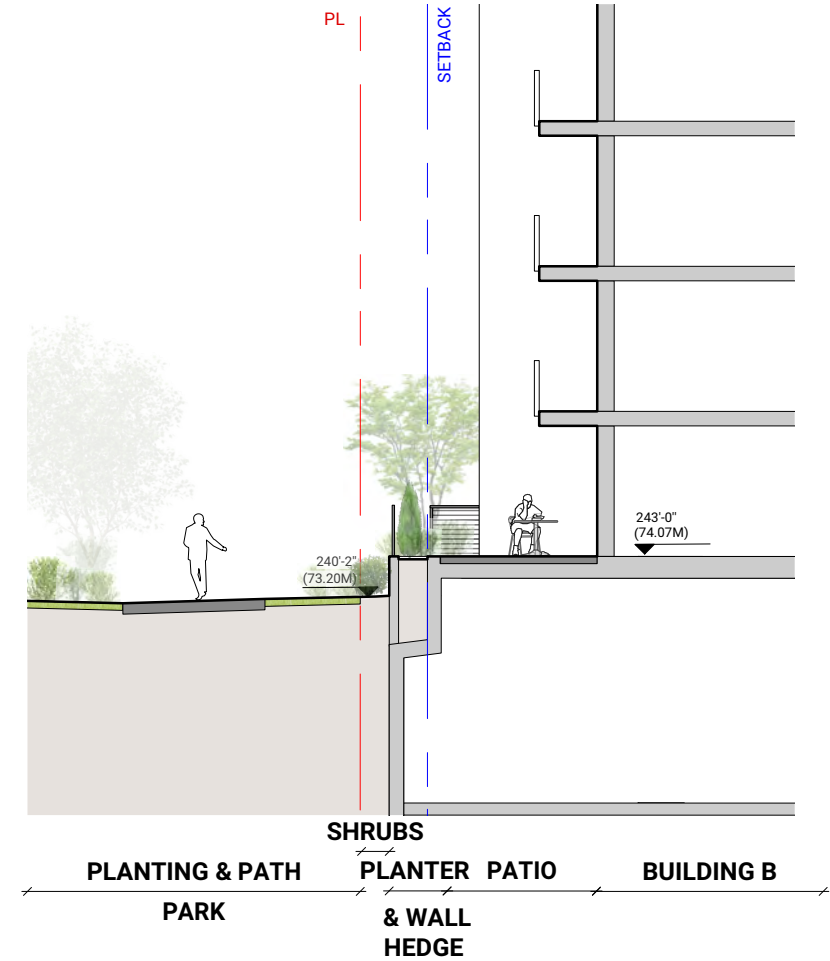 PL
SETBACK
243'-0"
(74.07M)
240'-2"
(73.20M)
SHRUBS
PLANTING & PATH
PLANTER
PATIO
BUILDING B
PARK
& WALL
HEDGE